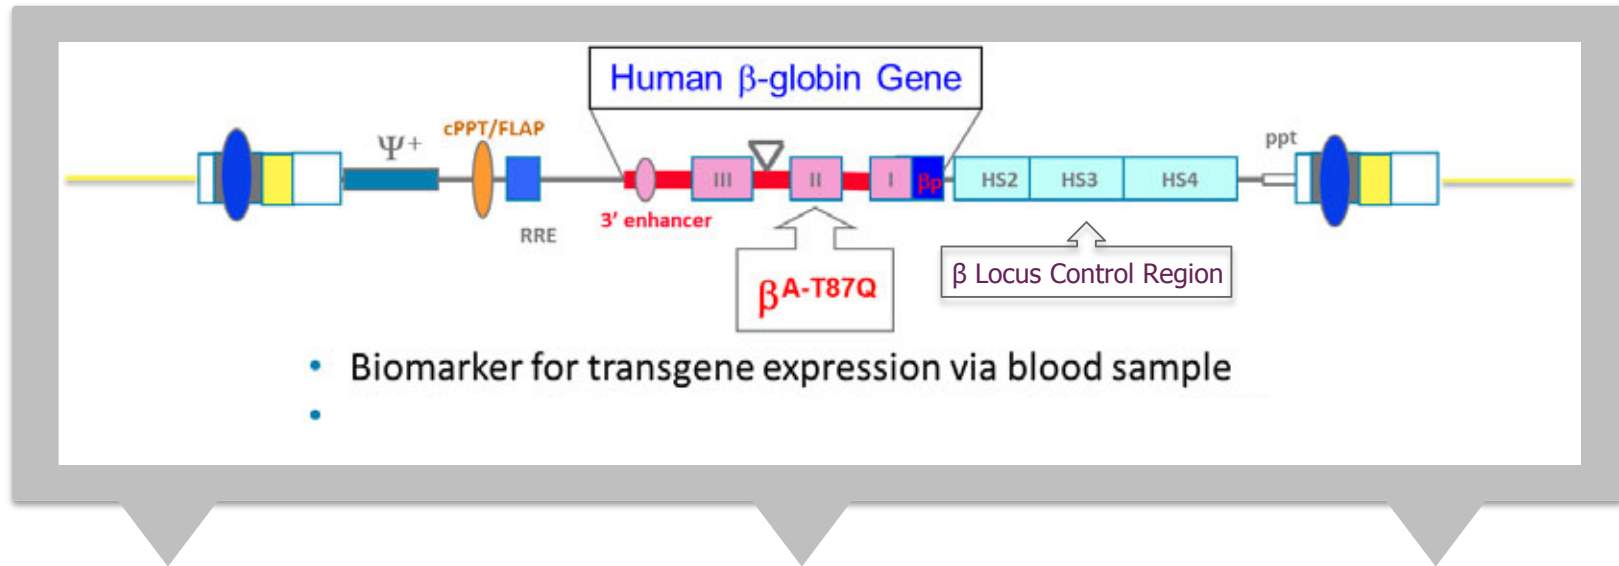 Human β-globin Gene
cPPT/FLAP
Ψ+
ppt
III
II
I
βp
HS2
HS3
HS4
3' enhancer
RRE
βA-T87Q
β Locus Control Region
• Biomarker for transgene expression via blood sample
•